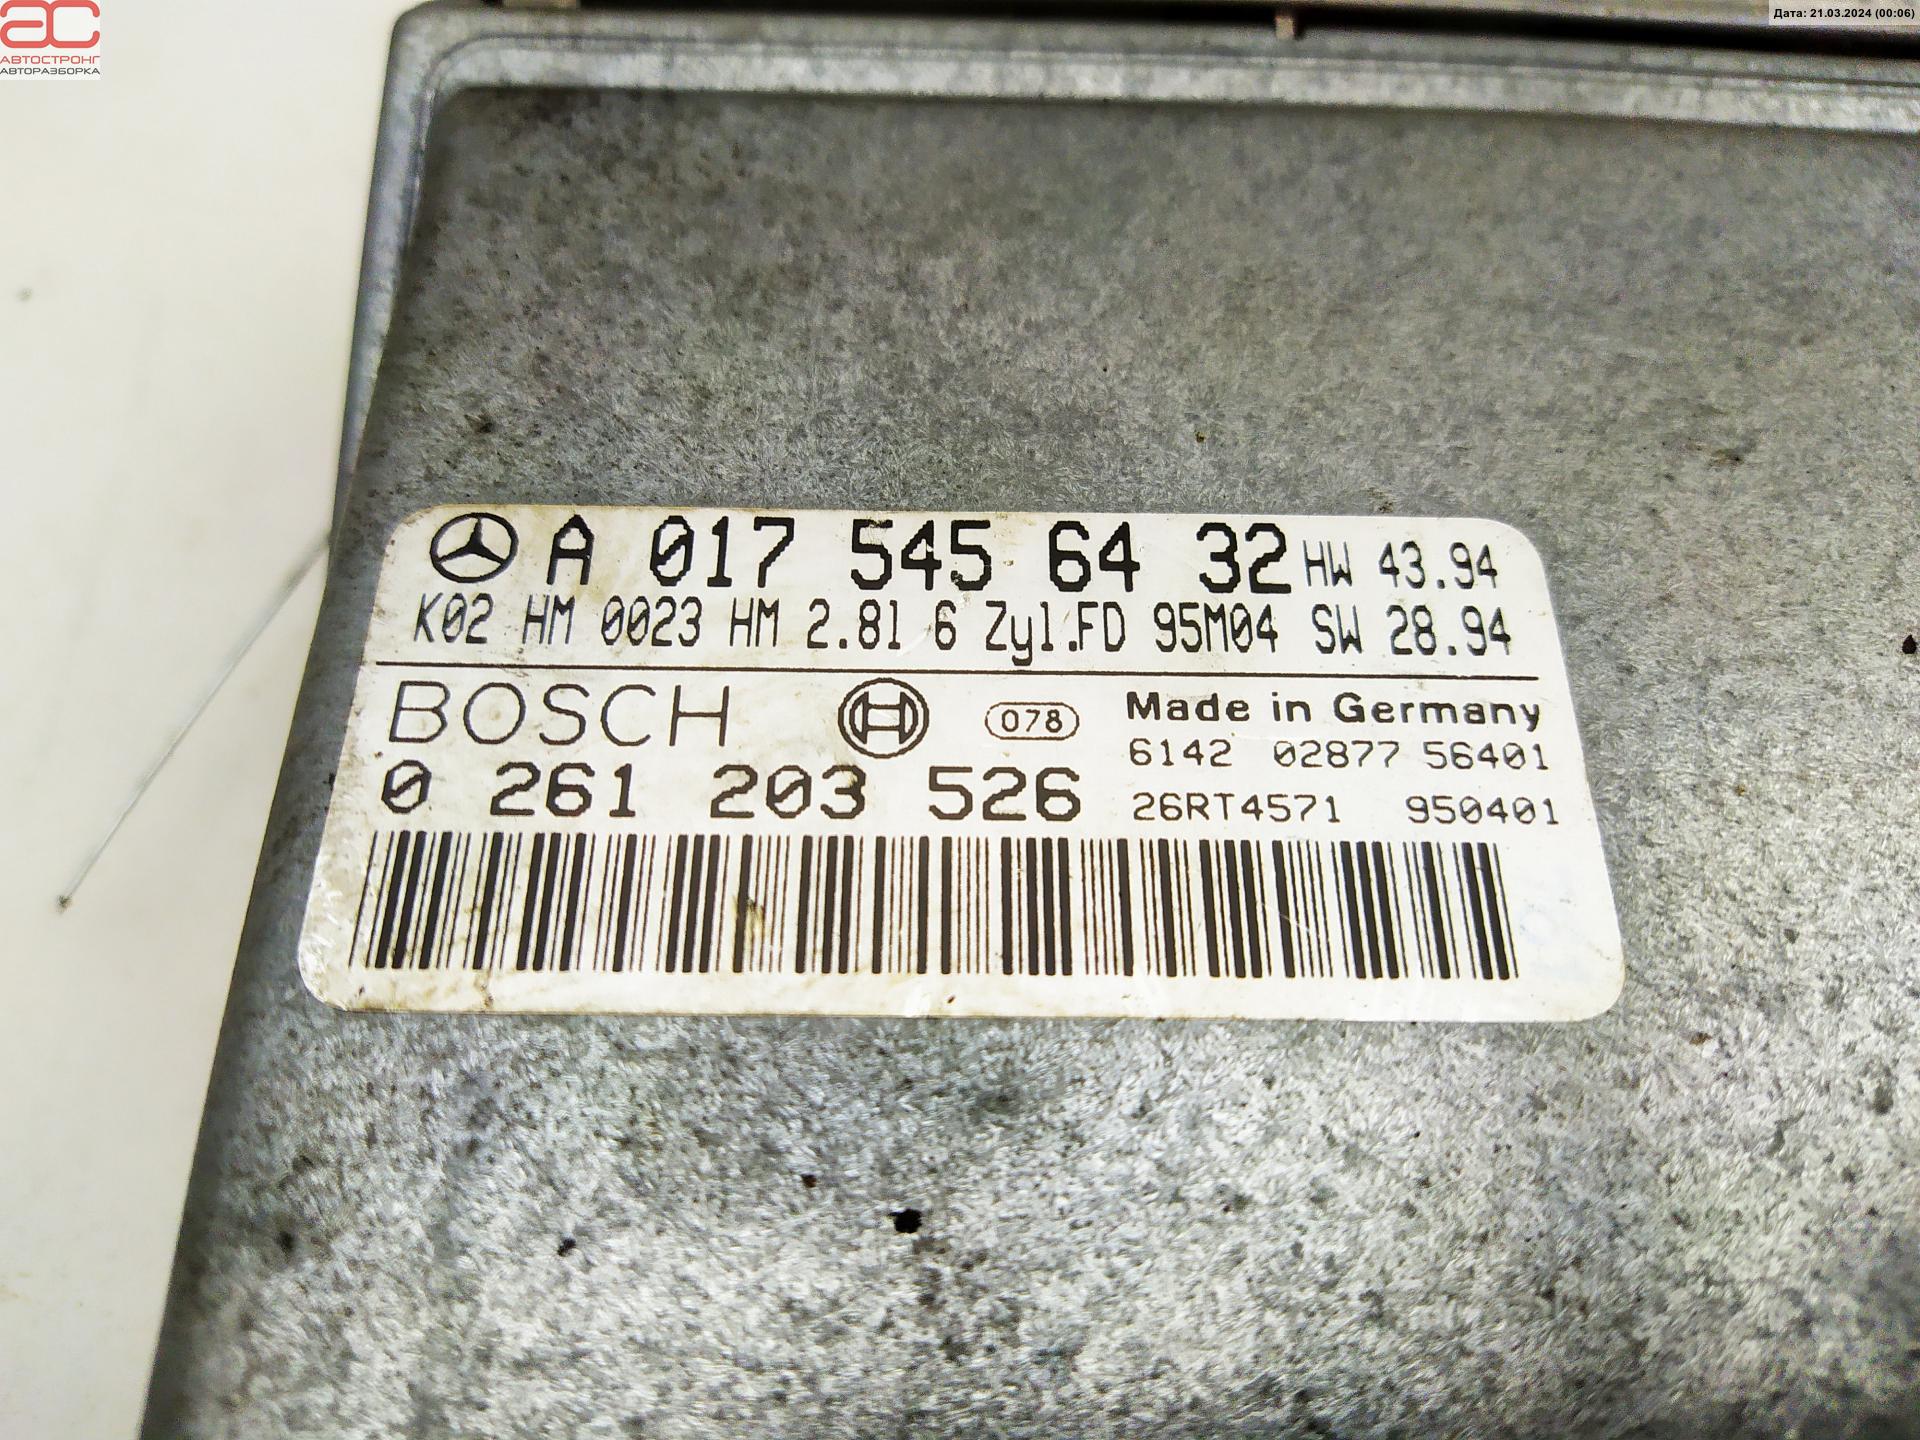 АС
АВТОСТРОНГ
АВТОРАЗБОРКА
Дата: 21.03.2024 (00:06)
A 017 545 64 32 HW 43.94
K02 HM 0023 HM 2.8l 6 Zyl.FD 95M04 SW 28.94
BOSCH 078 Made in Germany
6142 02877 56401
0 261 203 526 26RT4571 950401